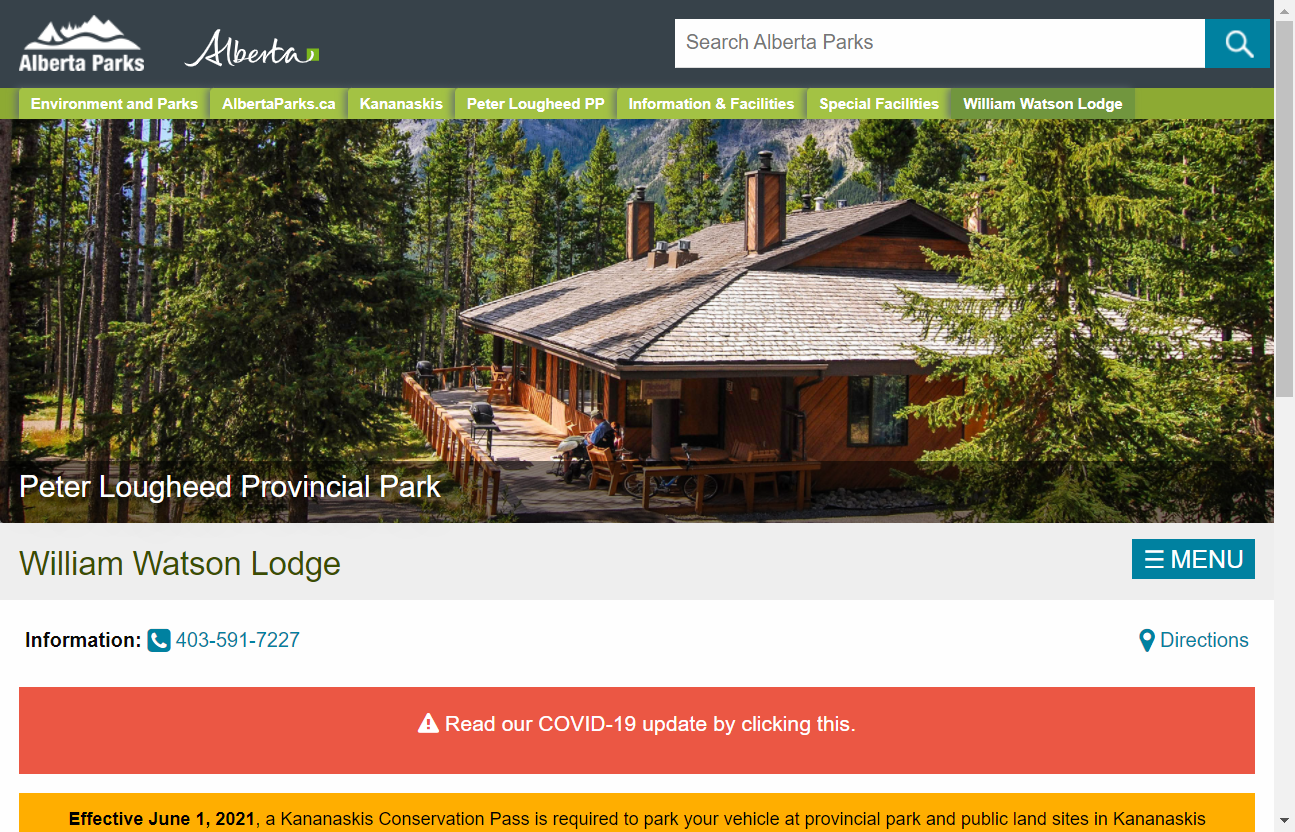 Alberta Parks
Alberta
Search Alberta Parks
Environment and Parks AlbertaParks.ca Kananaskis Peter Lougheed PP Information & Facilities Special Facilities William Watson Lodge
Peter Lougheed Provincial Park
William Watson Lodge
☰ MENU
Information: 403-591-7227
Directions
Read our COVID-19 update by clicking this.
Effective June 1, 2021, a Kananaskis Conservation Pass is required to park your vehicle at provincial park and public land sites in Kananaskis